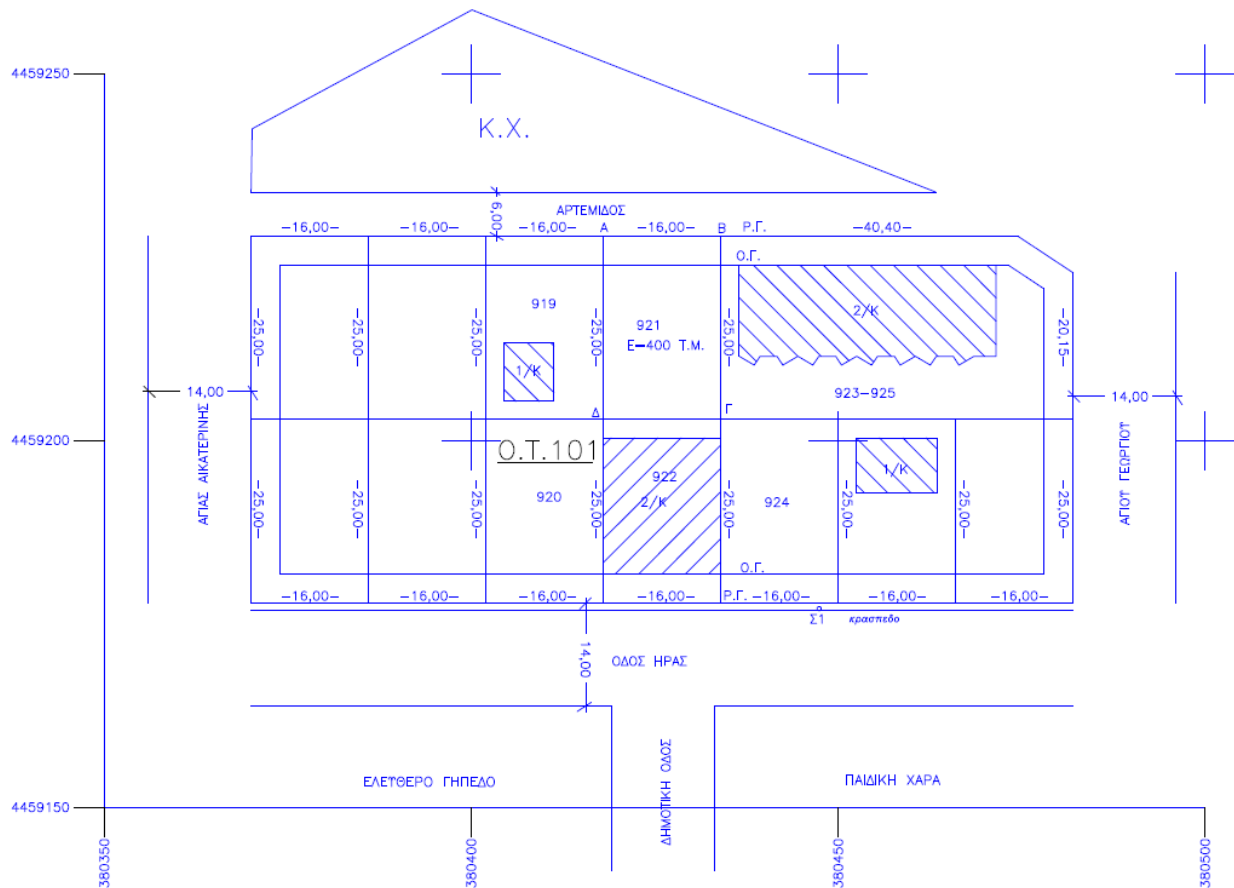 4459250
Κ.Χ.
6,00
ΑΡΤΕΜΙΔΟΣ
-16,00-
-16,00-
-16,00-
Α
-16,00-
Β
Ρ.Γ.
-40,40-
Ο.Γ.
919
921
Ε-400 Τ.Μ.
2/Κ
-25,00-
-25,00-
-25,00-
-25,00-
-20,15-
1/Κ
14,00
923-925
14,00
Δ
Γ
ΑΓΙΑΣ ΑΙΚΑΤΕΡΙΝΗΣ
ΑΓΙΟΥ ΓΕΩΡΓΙΟΥ
4459200
Ο.Τ.101
920
922
2/Κ
924
1/Κ
-25,00-
-25,00-
-25,00-
-25,00-
-25,00-
-25,00-
-25,00-
Ο.Γ.
-16,00-
-16,00-
-16,00-
-16,00-
Ρ.Γ.
-16,00-
-16,00-
-16,00-
Σ1
κρασπεδο
14,00
ΟΔΟΣ ΗΡΑΣ
ΔΗΜΟΤΙΚΗ ΟΔΟΣ
ΕΛΕΥΘΕΡΟ ΓΗΠΕΔΟ
ΠΑΙΔΙΚΗ ΧΑΡΑ
4459150
380350
380400
380450
380500